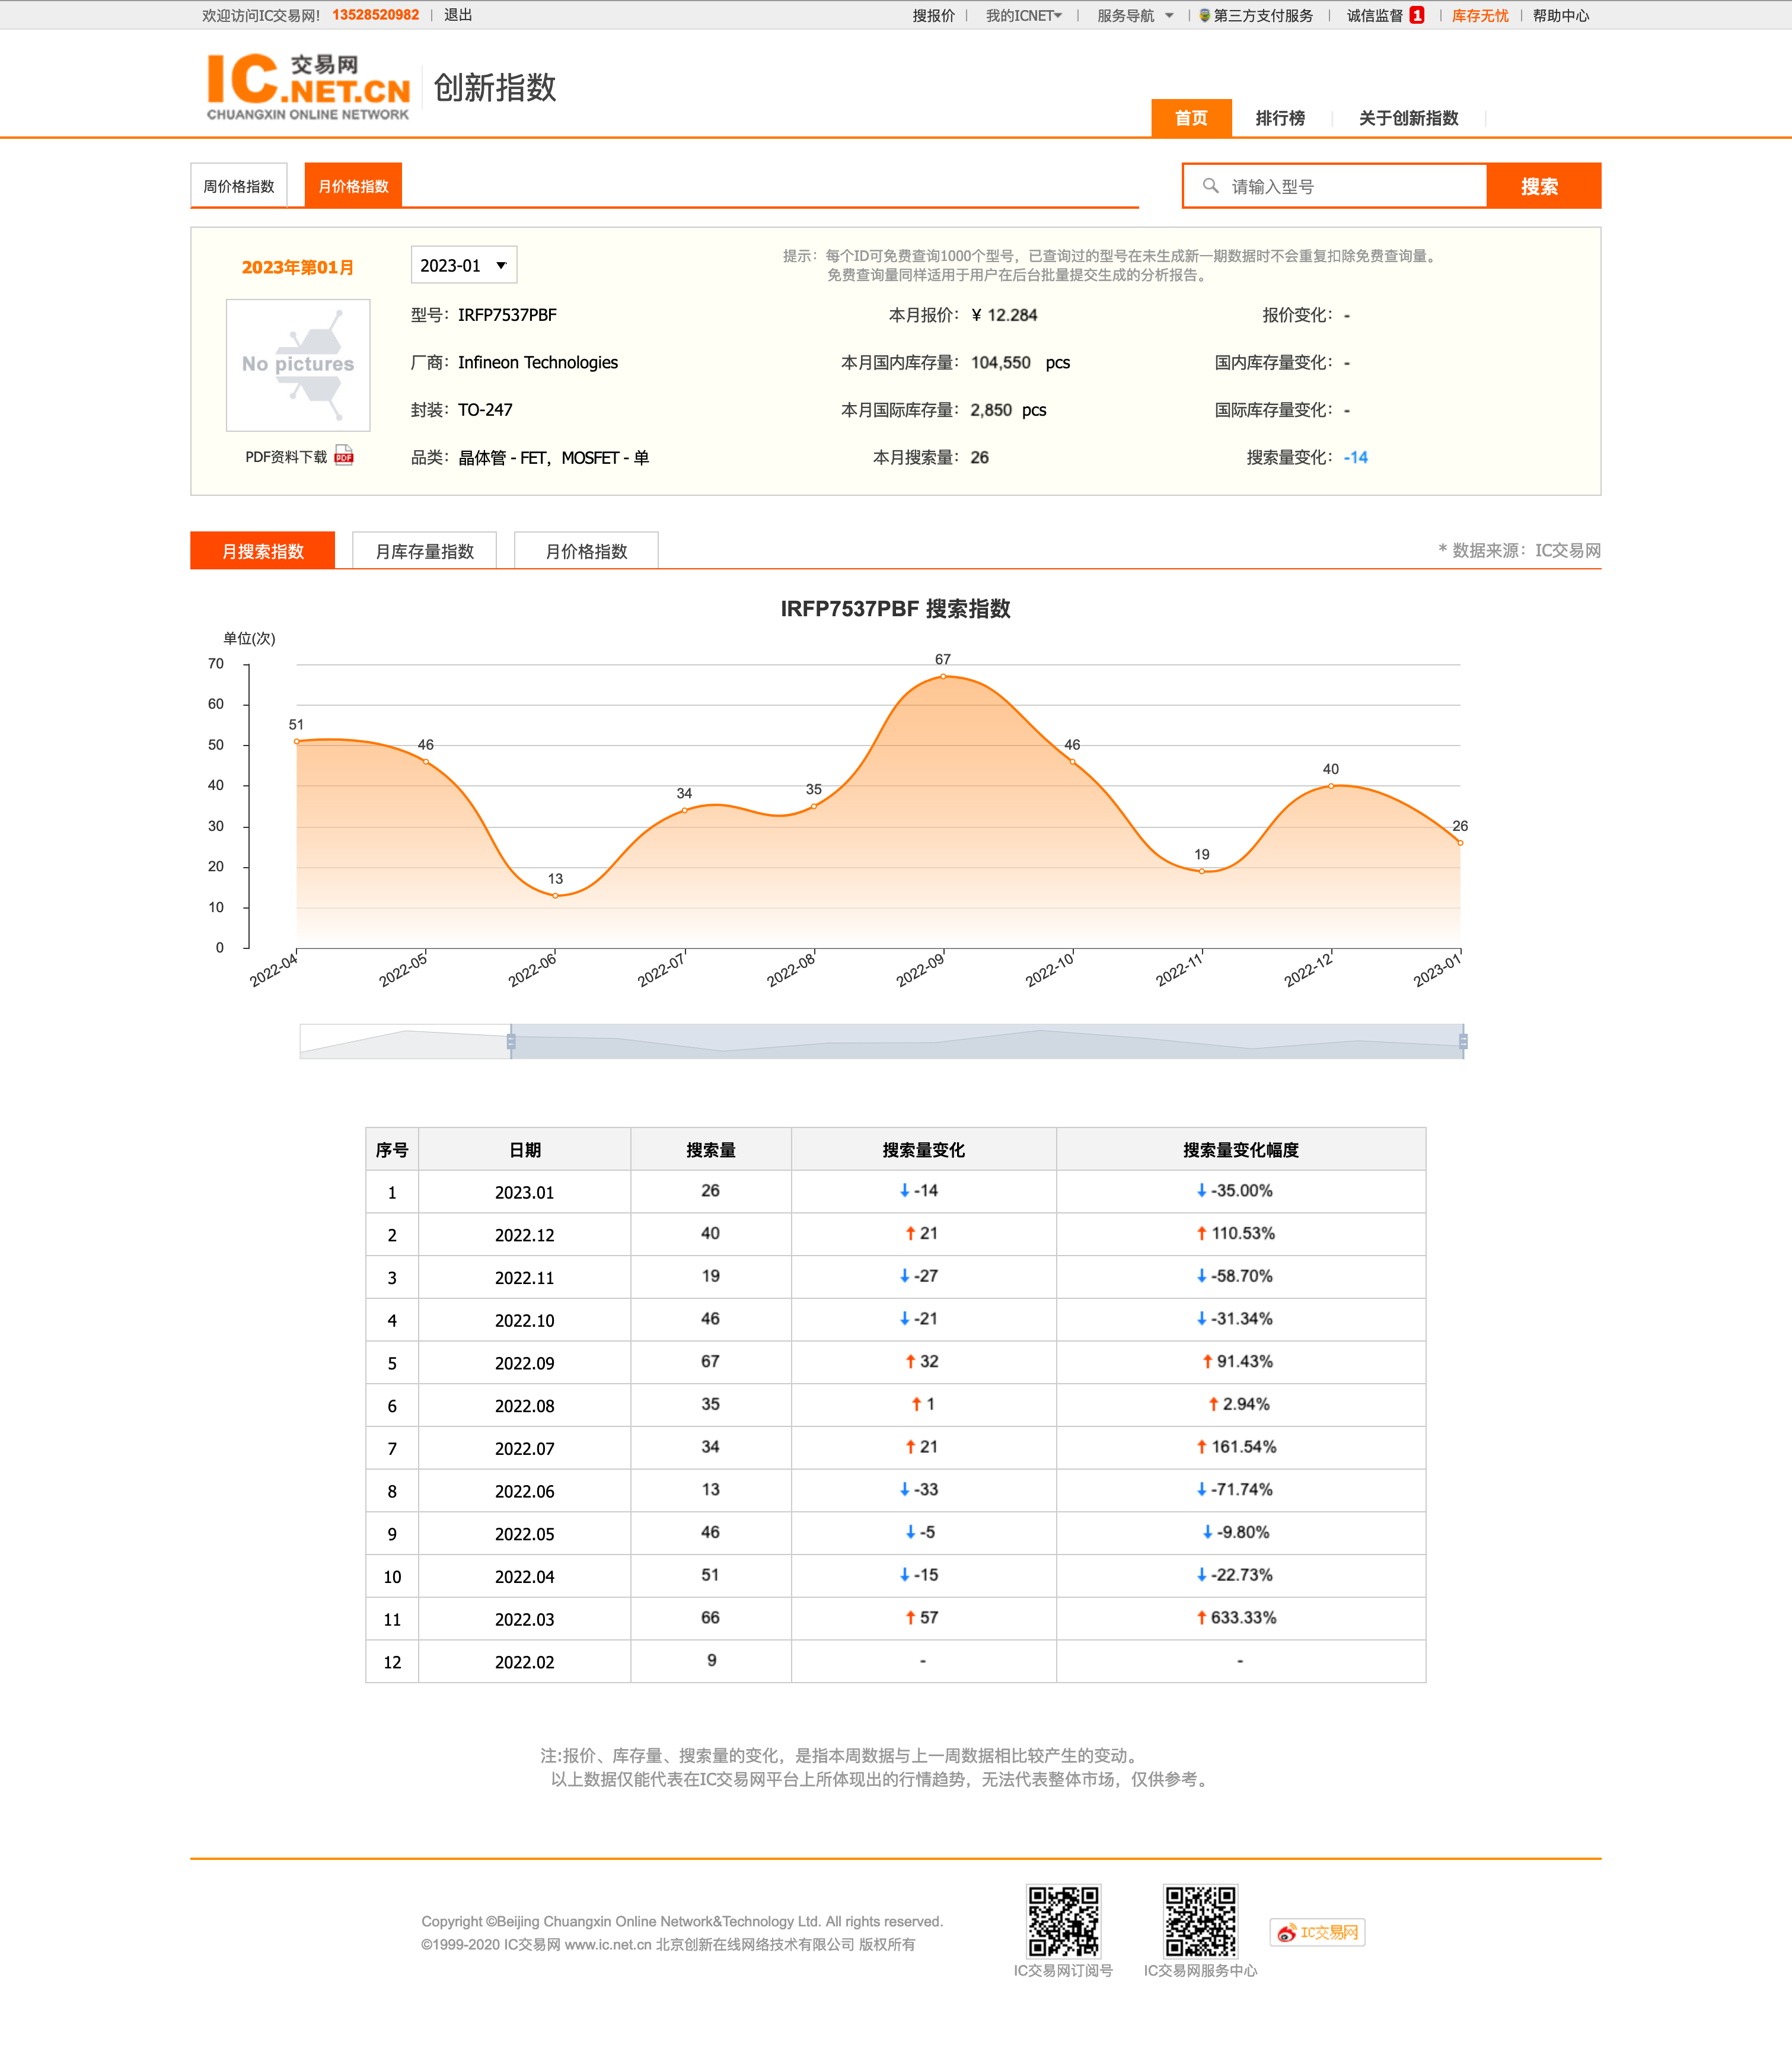 欢迎访问IC交易网! 13528520982 | 退出
搜报价 | 我的ICNET | 服务导航 | 第三方支付服务 | 诚信监督 1 | 库存无忧 | 帮助中心
IC.NET.CN 交易网
CHUANGXIN ONLINE NETWORK
创新指数
首页 排行榜 关于创新指数
周价格指数 月价格指数
请输入型号 搜索
2023年第01月 2023-01
提示：每个ID可免费查询1000个型号，已查询过的型号在未生成新一期数据时不会重复扣除免费查询量。
免费查询量同样适用于用户在后台批量提交生成的分析报告。
No pictures
PDF资料下载 PDF
型号：IRFP7537PBF 本月报价：¥ 12.284 报价变化：-
厂商：Infineon Technologies 本月国内库存量：104,550 pcs 国内库存量变化：-
封装：TO-247 本月国际库存量：2,850 pcs 国际库存量变化：-
品类：晶体管 - FET，MOSFET - 单 本月搜索量：26 搜索量变化：-14
月搜索指数 月库存量指数 月价格指数
* 数据来源：IC交易网
IRFP7537PBF 搜索指数
单位(次)
70
60
50
40
30
20
10
0
51 46 13 34 35 67 46 19 40 26
2022-04 2022-05 2022-06 2022-07 2022-08 2022-09 2022-10 2022-11 2022-12 2023-01
序号 日期 搜索量 搜索量变化 搜索量变化幅度
1 2023.01 26 ↓ -14 ↓ -35.00%
2 2022.12 40 ↑ 21 ↑ 110.53%
3 2022.11 19 ↓ -27 ↓ -58.70%
4 2022.10 46 ↓ -21 ↓ -31.34%
5 2022.09 67 ↑ 32 ↑ 91.43%
6 2022.08 35 ↑ 1 ↑ 2.94%
7 2022.07 34 ↑ 21 ↑ 161.54%
8 2022.06 13 ↓ -33 ↓ -71.74%
9 2022.05 46 ↓ -5 ↓ -9.80%
10 2022.04 51 ↓ -15 ↓ -22.73%
11 2022.03 66 ↑ 57 ↑ 633.33%
12 2022.02 9 - -
注:报价、库存量、搜索量的变化，是指本周数据与上一周数据相比较产生的变动。
以上数据仅能代表在IC交易网平台上所体现出的行情趋势，无法代表整体市场，仅供参考。
Copyright ©Beijing Chuangxin Online Network&Technology Ltd. All rights reserved.
©1999-2020 IC交易网 www.ic.net.cn 北京创新在线网络技术有限公司 版权所有
IC交易网订阅号 IC交易网服务中心
IC交易网